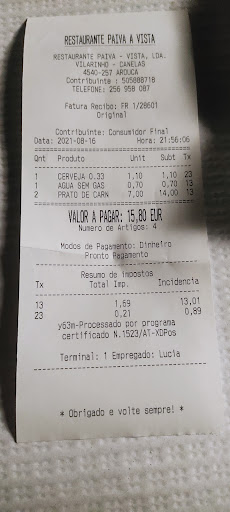 RESTAURANTE PAIVA A VISTA
RESTAURANTE PAIVA - VISTA, LDA.
VILARINHO - CANELAS
4540-257 AROUCA
Contribuinte : 505888718
TELEFONE: 256 958 087
Fatura Recibo: FR 1/28601
Original
Contribuinte: Consumidor Final
Data: 2021-08-16 Hora: 21:56:06
Qnt Produto Unit Subt Tx
1 CERVEJA 0.33 1,10 1,10 23
1 AGUA SEM GAS 0,70 0,70 13
2 PRATO DE CARN 7,00 14,00 13
VALOR A PAGAR: 15,80 EUR
Numero de Artigos: 4
Modos de Pagamento: Dinheiro
Pronto Pagamento
Resumo de impostos
Tx Total Imp. Incidencia
13 1,69 13,01
23 0,21 0,89
y63m-Processado por programa
certificado N.1523/AT-XDPos
Terminal: 1 Empregado: Lucia
* Obrigado e volte sempre! *